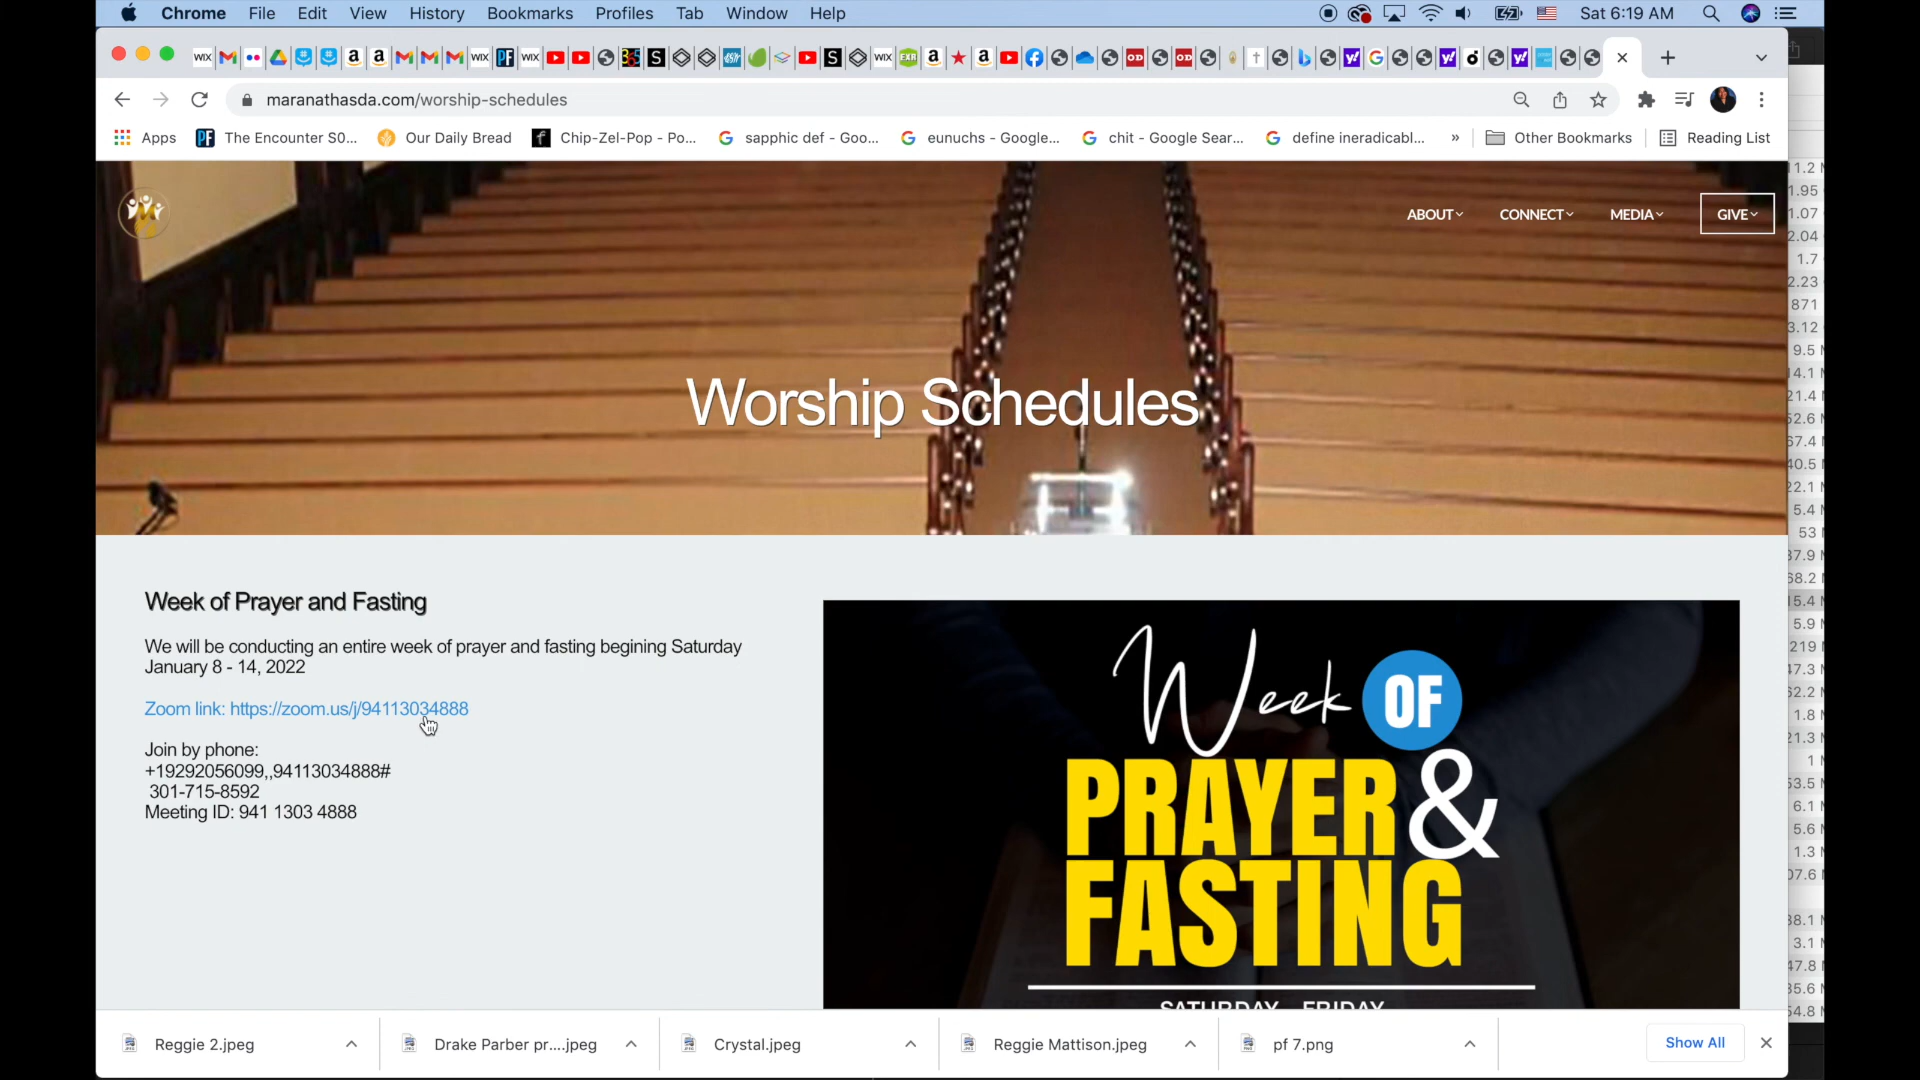 Chrome File Edit View History Bookmarks Profiles Tab Window Help Sat 6:19 AM
maranathasda.com/worship-schedules
Apps The Encounter S0... Our Daily Bread Chip-Zel-Pop - Po... sapphic def - Goo... eunuchs - Google... chit - Google Sear... define ineradicabl... » Other Bookmarks Reading List
ABOUT CONNECT MEDIA GIVE
Worship Schedules
Week of Prayer and Fasting
We will be conducting an entire week of prayer and fasting begining Saturday
January 8 - 14, 2022
Zoom link: https://zoom.us/j/94113034888
Join by phone:
+19292056099,,94113034888#
301-715-8592
Meeting ID: 941 1303 4888
Week OF
PRAYER &
FASTING
SATURDAY - FRIDAY
Reggie 2.jpeg Drake Parber pr....jpeg Crystal.jpeg Reggie Mattison.jpeg pf 7.png Show All